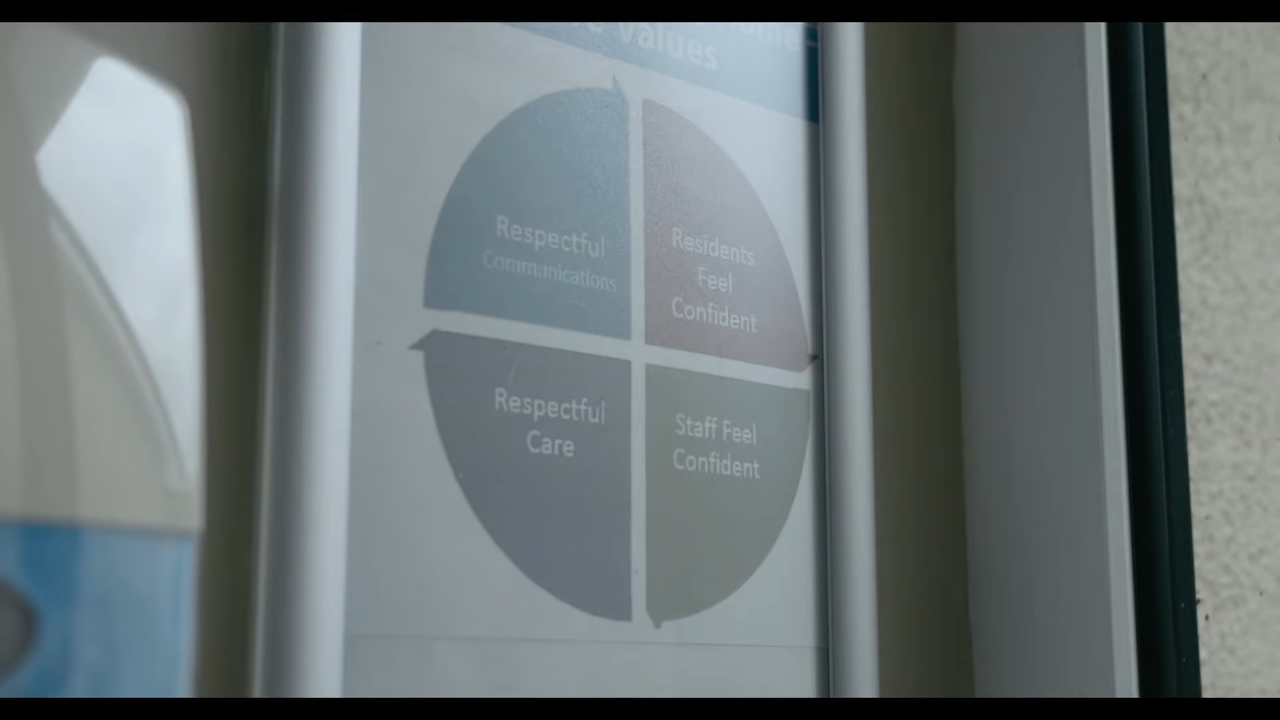 Values
Respectful
Communications
Residents
Feel
Confident
Respectful
Care
Staff Feel
Confident